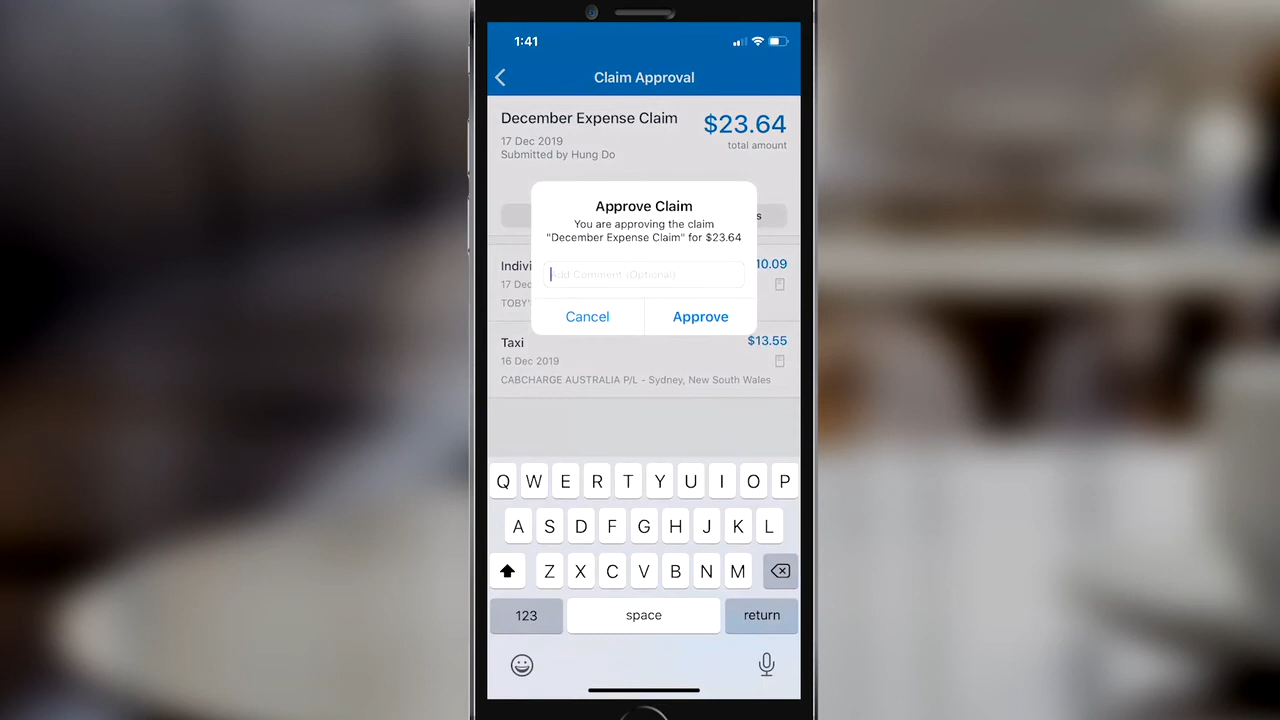 1:41
Claim Approval
December Expense Claim
$23.64
17 Dec 2019
total amount
Submitted by Hung Do
Approve Claim
You are approving the claim
"December Expense Claim" for $23.64
Add Comment (Optional)
Cancel
Approve
10.09
17 Dec
Taxi
$13.55
16 Dec 2019
CABCHARGE AUSTRALIA P/L - Sydney, New South Wales
Q W E R T Y U I O P
A S D F G H J K L
Z X C V B N M
123 space return